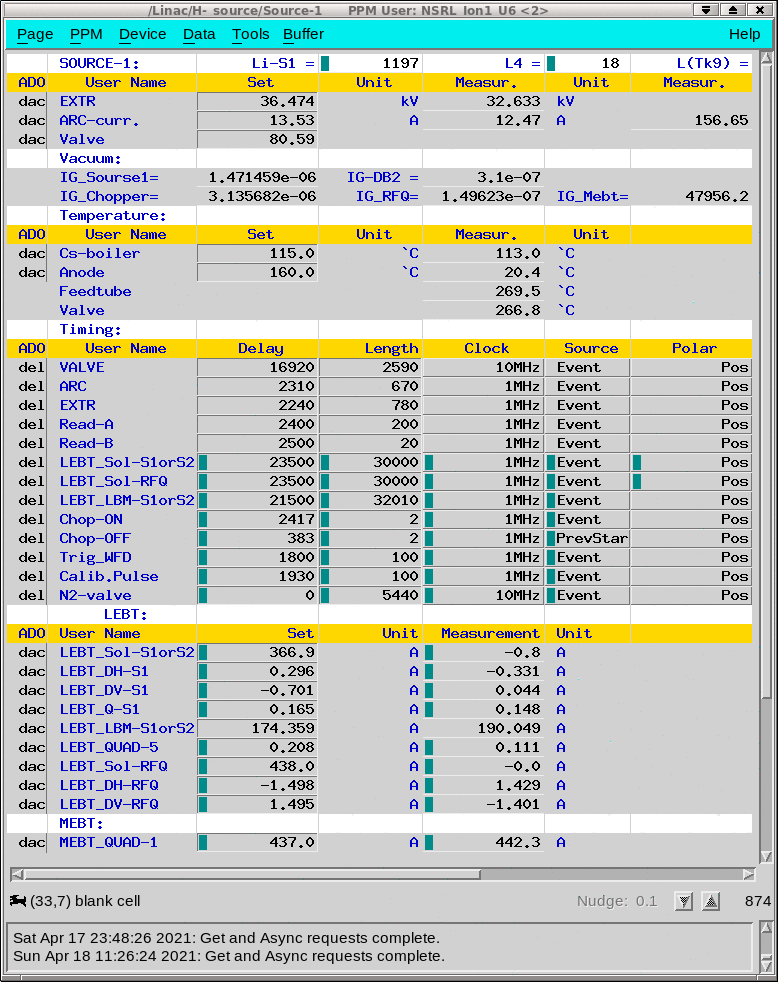 /Linac/H- source/Source-1 PPM User: NSRL Ion1 U6 <2>
Page PPM Device Data Tools Buffer Help
SOURCE-1: Li-S1 = 1197 L4 = 18 L(Tk9) =
ADO User Name Set Unit Measur. Unit Measur.
dac EXTR 36.474 kV 32.633 kV
dac ARC-curr. 13.53 A 12.47 A 156.65
dac Valve 80.59
Vacuum:
IG_Sourse1= 1.471459e-06 IG-DB2 = 3.1e-07
IG_Chopper= 3.135682e-06 IG_RFQ= 1.49623e-07 IG_Mebt= 47956.2
Temperature:
ADO User Name Set Unit Measur. Unit
dac Cs-boiler 115.0 `C 113.0 `C
dac Anode 160.0 `C 20.4 `C
Feedtube 269.5 `C
Valve 266.8 `C
Timing:
ADO User Name Delay Length Clock Source Polar
del VALVE 16920 2590 10MHz Event Pos
del ARC 2310 670 1MHz Event Pos
del EXTR 2240 780 1MHz Event Pos
del Read-A 2400 200 1MHz Event Pos
del Read-B 2500 20 1MHz Event Pos
del LEBT_Sol-S1orS2 23500 30000 1MHz Event Pos
del LEBT_Sol-RFQ 23500 30000 1MHz Event Pos
del LEBT_LBM-S1orS2 21500 32010 1MHz Event Pos
del Chop-ON 2417 2 1MHz Event Pos
del Chop-OFF 383 2 1MHz PrevStar Pos
del Trig_WFD 1800 100 1MHz Event Pos
del Calib.Pulse 1930 100 1MHz Event Pos
del N2-valve 0 5440 10MHz Event Pos
LEBT:
ADO User Name Set Unit Measurement Unit
dac LEBT_Sol-S1orS2 366.9 A -0.8 A
dac LEBT_DH-S1 0.296 A -0.331 A
dac LEBT_DV-S1 -0.701 A 0.044 A
dac LEBT_Q-S1 0.165 A 0.148 A
dac LEBT_LBM-S1orS2 174.359 A 190.049 A
dac LEBT_QUAD-5 0.208 A 0.111 A
dac LEBT_Sol-RFQ 438.0 A -0.0 A
dac LEBT_DH-RFQ -1.498 A 1.429 A
dac LEBT_DV-RFQ 1.495 A -1.401 A
MEBT:
dac MEBT_QUAD-1 437.0 A 442.3 A
(33,7) blank cell Nudge: 0.1 874
Sat Apr 17 23:48:26 2021: Get and Async requests complete.
Sun Apr 18 11:26:24 2021: Get and Async requests complete.